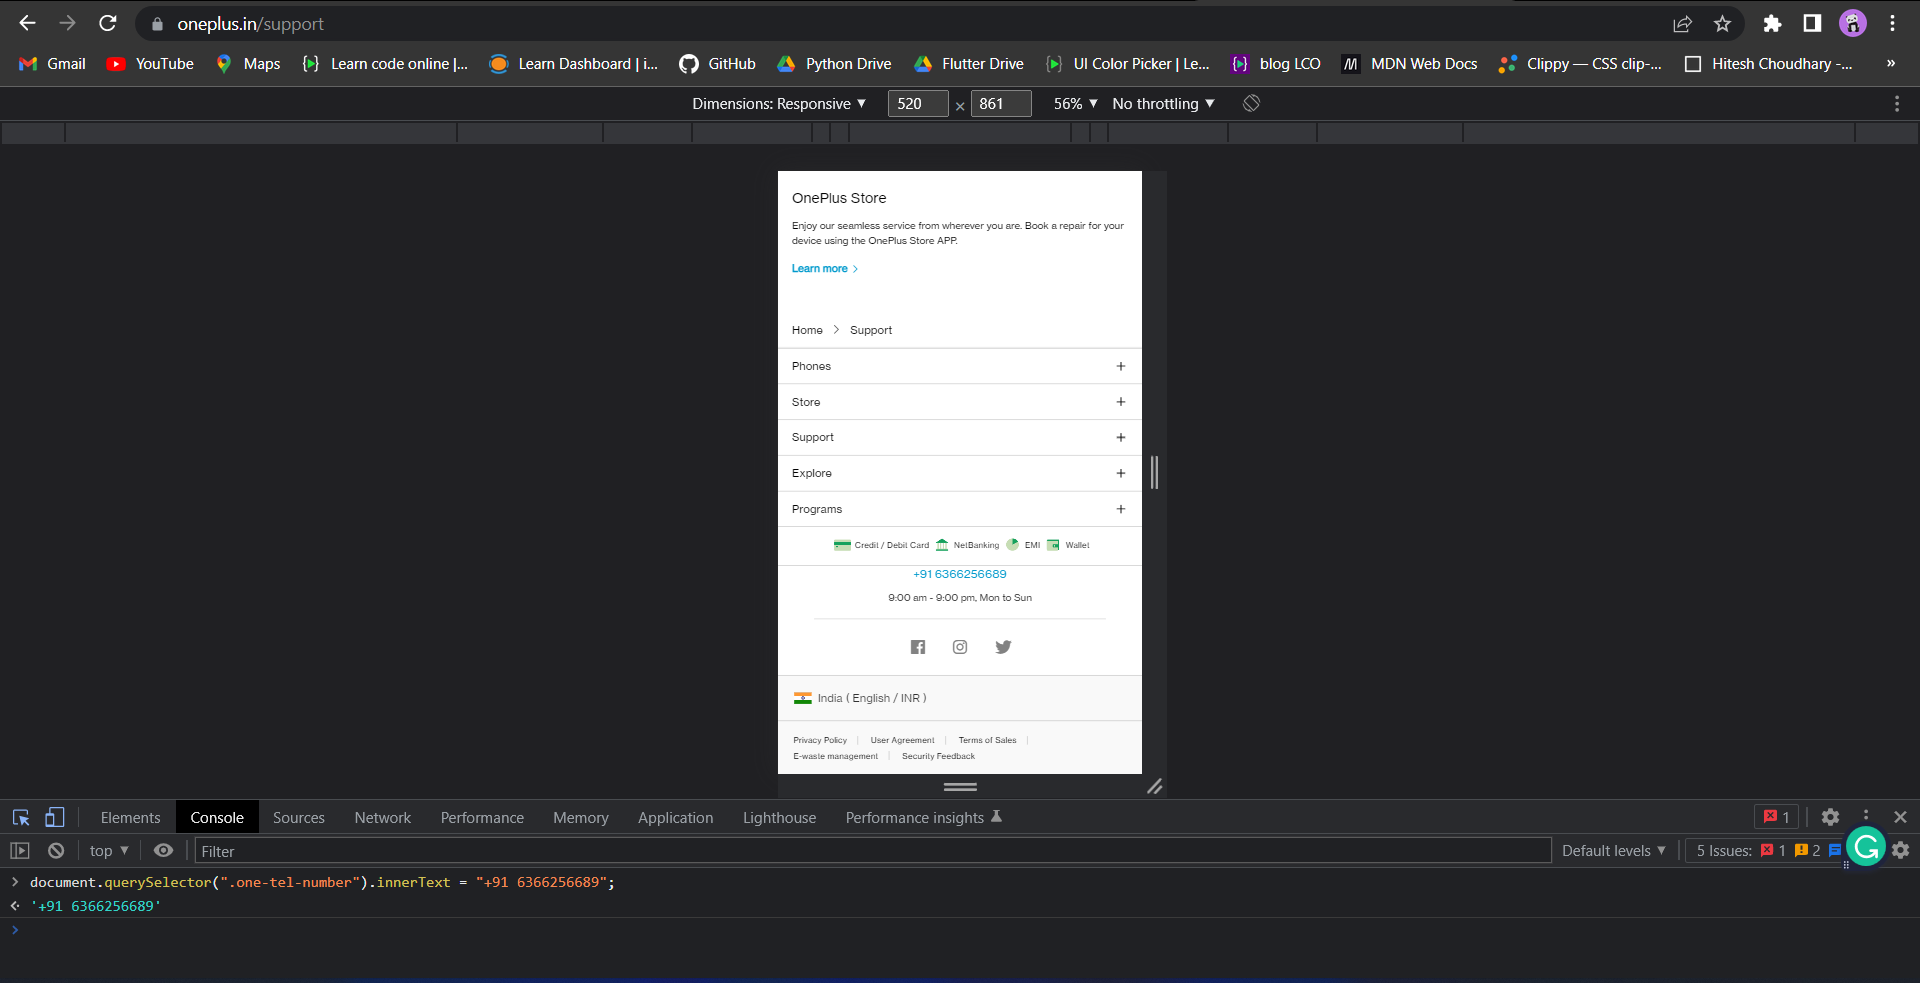 oneplus.in/support
Gmail YouTube Maps Learn code online |... Learn Dashboard | i... GitHub Python Drive Flutter Drive UI Color Picker | Le... blog LCO MDN Web Docs Clippy — CSS clip-... Hitesh Choudhary -... »
Dimensions: Responsive ▼ 520 × 861 56% ▼ No throttling ▼
OnePlus Store
Enjoy our seamless service from wherever you are. Book a repair for your
device using the OnePlus Store APP.
Learn more >
Home > Support
Phones +
Store +
Support +
Explore +
Programs +
Credit / Debit Card NetBanking EMI Wallet
+91 6366256689
9:00 am - 9:00 pm, Mon to Sun
India ( English / INR )
Privacy Policy | User Agreement | Terms of Sales |
E-waste management | Security Feedback
Elements Console Sources Network Performance Memory Application Lighthouse Performance insights 1
top ▼ Filter Default levels ▼ 5 Issues: 1 2
> document.querySelector(".one-tel-number").innerText = "+91 6366256689";
'+91 6366256689'
>